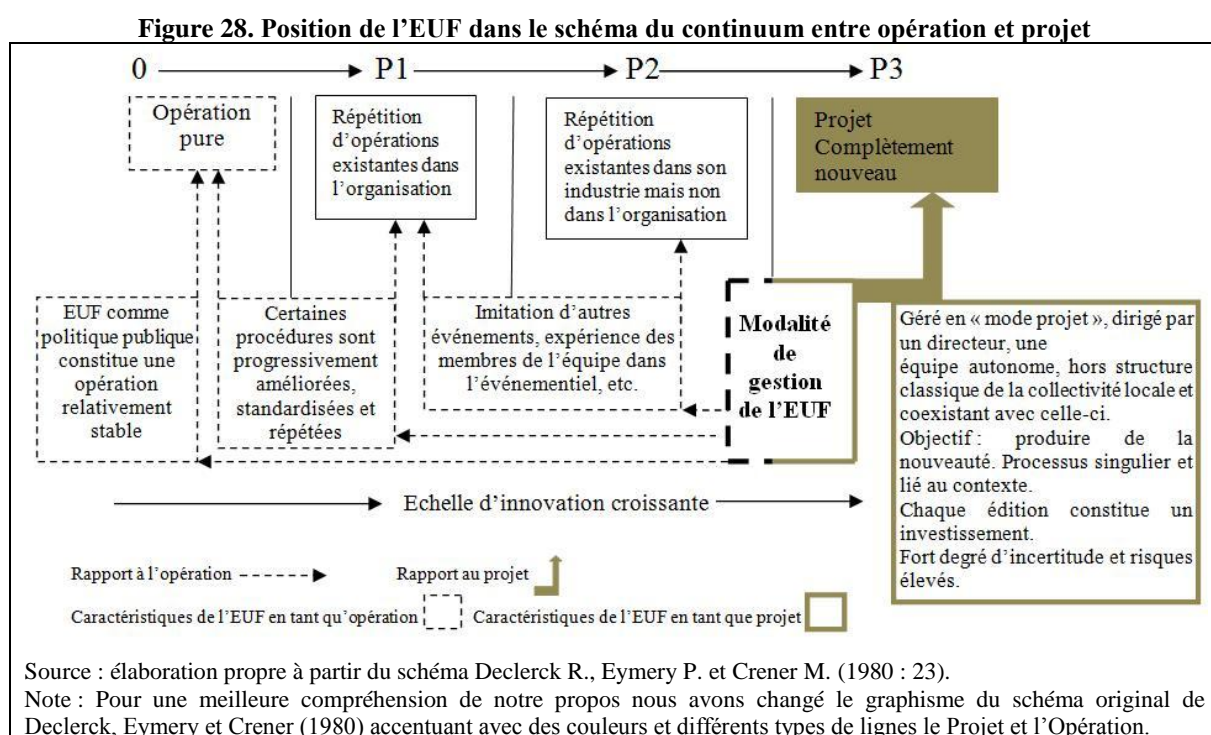 Figure 28. Position de l'EUF dans le schéma du continuum entre opération et projet
0 P1 P2 P3
Opération
pure
Répétition
d'opérations
existantes dans
l'organisation
Répétition
d'opérations
existantes dans son
industrie mais non
dans l'organisation
Projet
Complètement
nouveau
EUF comme
politique publique
constitue une
opération
relativement
stable
Certaines
procédures sont
progressivement
améliorées,
standardisées et
répétées
Imitation d'autres
événements, expérience des
membres de l'équipe dans
l'événementiel, etc.
Modalité
de
gestion
de l'EUF
Géré en « mode projet », dirigé par
un directeur, une
équipe autonome, hors structure
classique de la collectivité locale et
coexistant avec celle-ci.
Objectif : produire de la
nouveauté. Processus singulier et
lié au contexte.
Chaque édition constitue un
investissement.
Fort degré d'incertitude et risques
élevés.
Echelle d'innovation croissante
Rapport à l'opération
Rapport au projet
Caractéristiques de l'EUF en tant qu'opération
Caractéristiques de l'EUF en tant que projet
Source : élaboration propre à partir du schéma Declerck R., Eymery P. et Crener M. (1980 : 23).
Note : Pour une meilleure compréhension de notre propos nous avons changé le graphisme du schéma original de
Declerck, Eymery et Crener (1980) accentuant avec des couleurs et différents types de lignes le Projet et l'Opération.